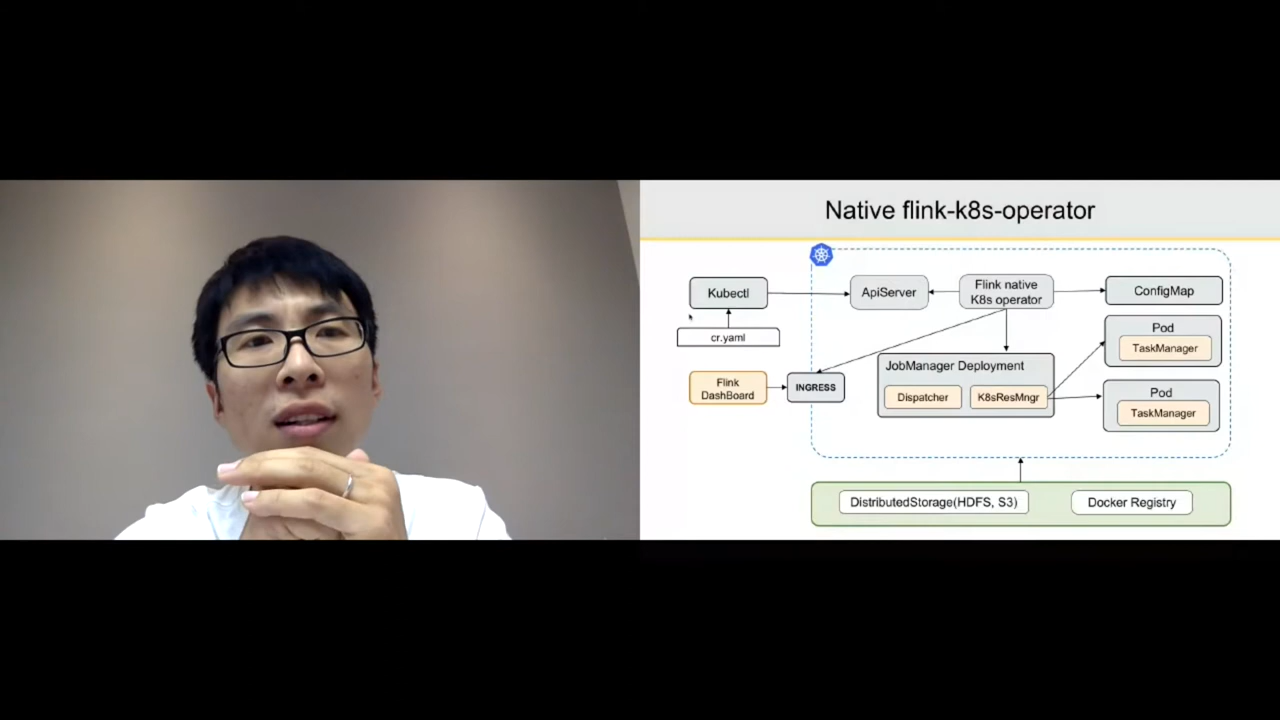 Native flink-k8s-operator
Kubectl
ApiServer
Flink native
K8s operator
ConfigMap
cr.yaml
Pod
TaskManager
Flink
DashBoard
INGRESS
JobManager Deployment
Dispatcher
K8sResMngr
Pod
TaskManager
DistributedStorage(HDFS, S3)
Docker Registry